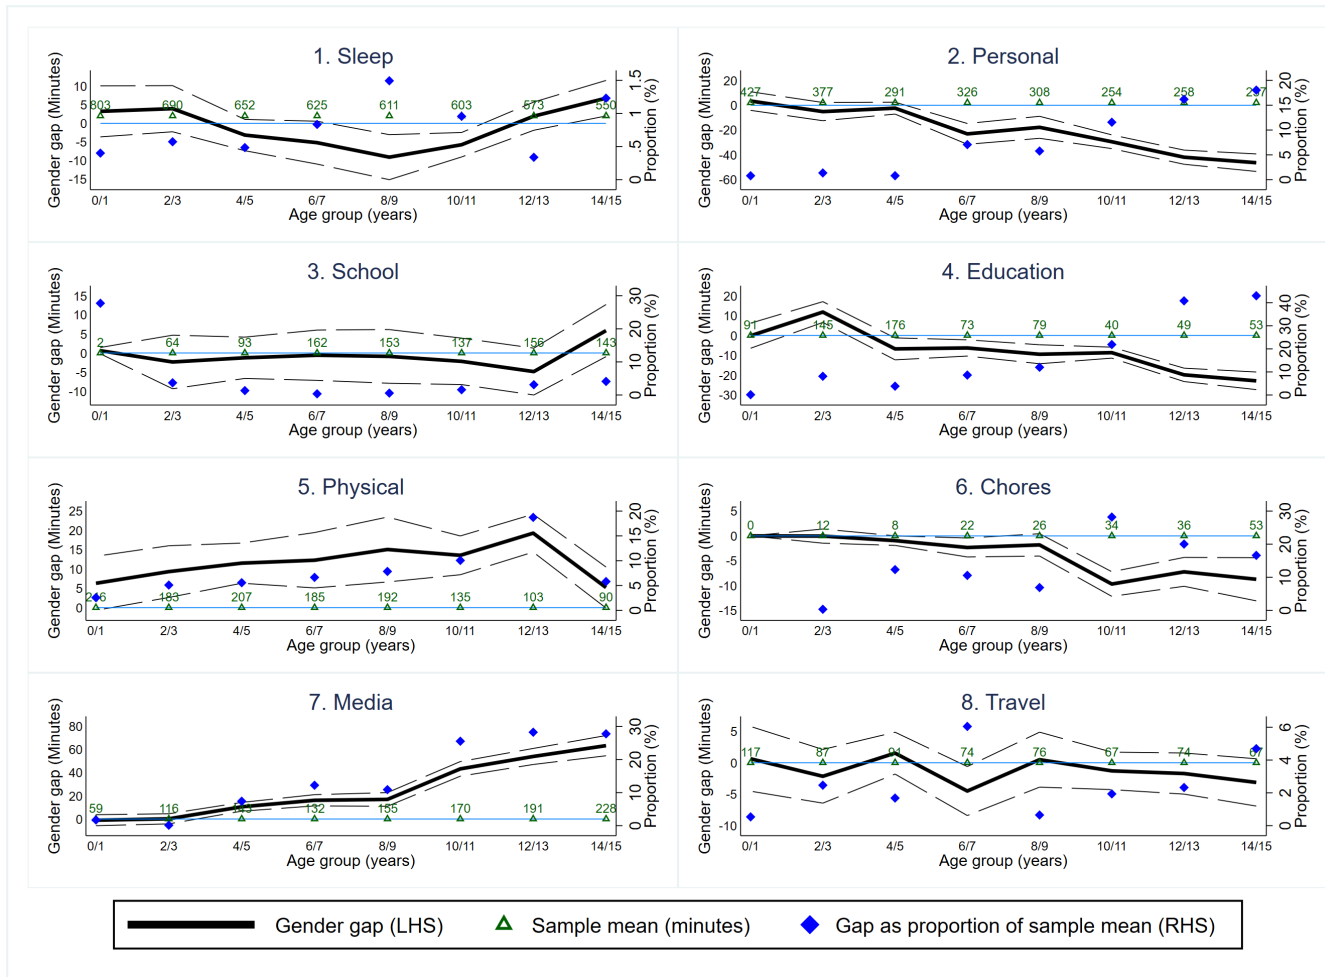 1. Sleep
Gender gap (Minutes)
10
5
0
-5
-10
-15
803 690 652 625 611 603 573 550
1.5
1
.5
0
Proportion (%)
0/1 2/3 4/5 6/7 8/9 10/11 12/13 14/15
Age group (years)
2. Personal
Gender gap (Minutes)
20
0
-20
-40
-60
427 377 291 326 308 254 258
20
15
10
5
0
Proportion (%)
0/1 2/3 4/5 6/7 8/9 10/11 12/13 14/15
Age group (years)
3. School
Gender gap (Minutes)
15
10
5
0
-5
-10
2 64 93 162 153 137 156 143
30
20
10
0
Proportion (%)
0/1 2/3 4/5 6/7 8/9 10/11 12/13 14/15
Age group (years)
4. Education
Gender gap (Minutes)
20
10
0
-10
-20
-30
91 145 176 73 79 40 49 53
40
30
20
10
0
Proportion (%)
0/1 2/3 4/5 6/7 8/9 10/11 12/13 14/15
Age group (years)
5. Physical
Gender gap (Minutes)
25
20
15
10
5
0
183 207 185 192 135 103 90
20
15
10
5
0
Proportion (%)
0/1 2/3 4/5 6/7 8/9 10/11 12/13 14/15
Age group (years)
6. Chores
Gender gap (Minutes)
5
0
-5
-10
-15
0 12 8 22 26 34 36 53
30
20
10
0
Proportion (%)
0/1 2/3 4/5 6/7 8/9 10/11 12/13 14/15
Age group (years)
7. Media
Gender gap (Minutes)
80
60
40
20
0
59 116 132 155 170 191 228
30
20
10
0
Proportion (%)
0/1 2/3 4/5 6/7 8/9 10/11 12/13 14/15
Age group (years)
8. Travel
Gender gap (Minutes)
5
0
-5
-10
117 87 91 74 76 67 74 67
6
4
2
0
Proportion (%)
0/1 2/3 4/5 6/7 8/9 10/11 12/13 14/15
Age group (years)
Gender gap (LHS) Sample mean (minutes) Gap as proportion of sample mean (RHS)